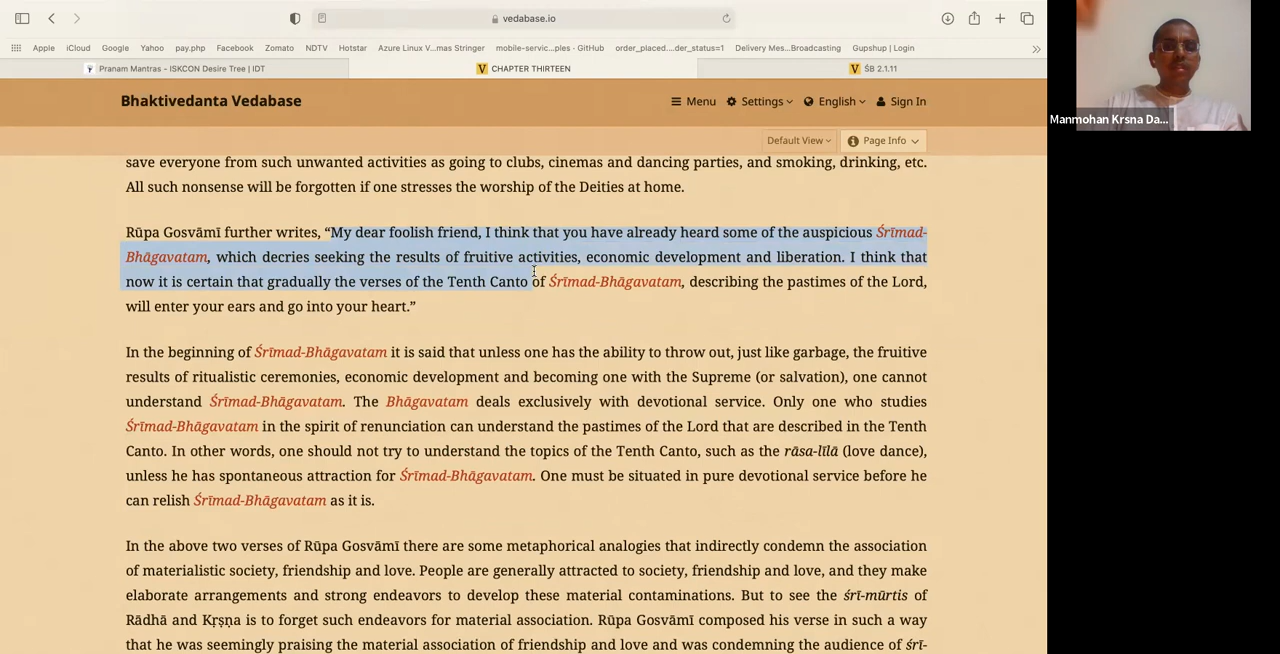 vedabase.io
Apple iCloud Google Yahoo pay.php Facebook Zomato NDTV Hotstar Azure Linux V...mas Stringer mobile-servic...ples · GitHub order_placed....der_status=1 Delivery Mes...Broadcasting Gupshup | Login
Pranam Mantras - ISKCON Desire Tree | IDT
V CHAPTER THIRTEEN
V ŚB 2.1.11
Bhaktivedanta Vedabase
Menu Settings English Sign In
Default View Page Info
save everyone from such unwanted activities as going to clubs, cinemas and dancing parties, and smoking, drinking, etc.
All such nonsense will be forgotten if one stresses the worship of the Deities at home.
Rūpa Gosvāmī further writes, “My dear foolish friend, I think that you have already heard some of the auspicious Śrīmad-
Bhāgavatam, which decries seeking the results of fruitive activities, economic development and liberation. I think that
now it is certain that gradually the verses of the Tenth Canto of Śrīmad-Bhāgavatam, describing the pastimes of the Lord,
will enter your ears and go into your heart.”
In the beginning of Śrīmad-Bhāgavatam it is said that unless one has the ability to throw out, just like garbage, the fruitive
results of ritualistic ceremonies, economic development and becoming one with the Supreme (or salvation), one cannot
understand Śrīmad-Bhāgavatam. The Bhāgavatam deals exclusively with devotional service. Only one who studies
Śrīmad-Bhāgavatam in the spirit of renunciation can understand the pastimes of the Lord that are described in the Tenth
Canto. In other words, one should not try to understand the topics of the Tenth Canto, such as the rāsa-līlā (love dance),
unless he has spontaneous attraction for Śrīmad-Bhāgavatam. One must be situated in pure devotional service before he
can relish Śrīmad-Bhāgavatam as it is.
In the above two verses of Rūpa Gosvāmī there are some metaphorical analogies that indirectly condemn the association
of materialistic society, friendship and love. People are generally attracted to society, friendship and love, and they make
elaborate arrangements and strong endeavors to develop these material contaminations. But to see the śrī-mūrtis of
Rādhā and Kṛṣṇa is to forget such endeavors for material association. Rūpa Gosvāmī composed his verse in such a way
that he was seemingly praising the material association of friendship and love and was condemning the audience of śrī-
Manmohan Krsna Da...